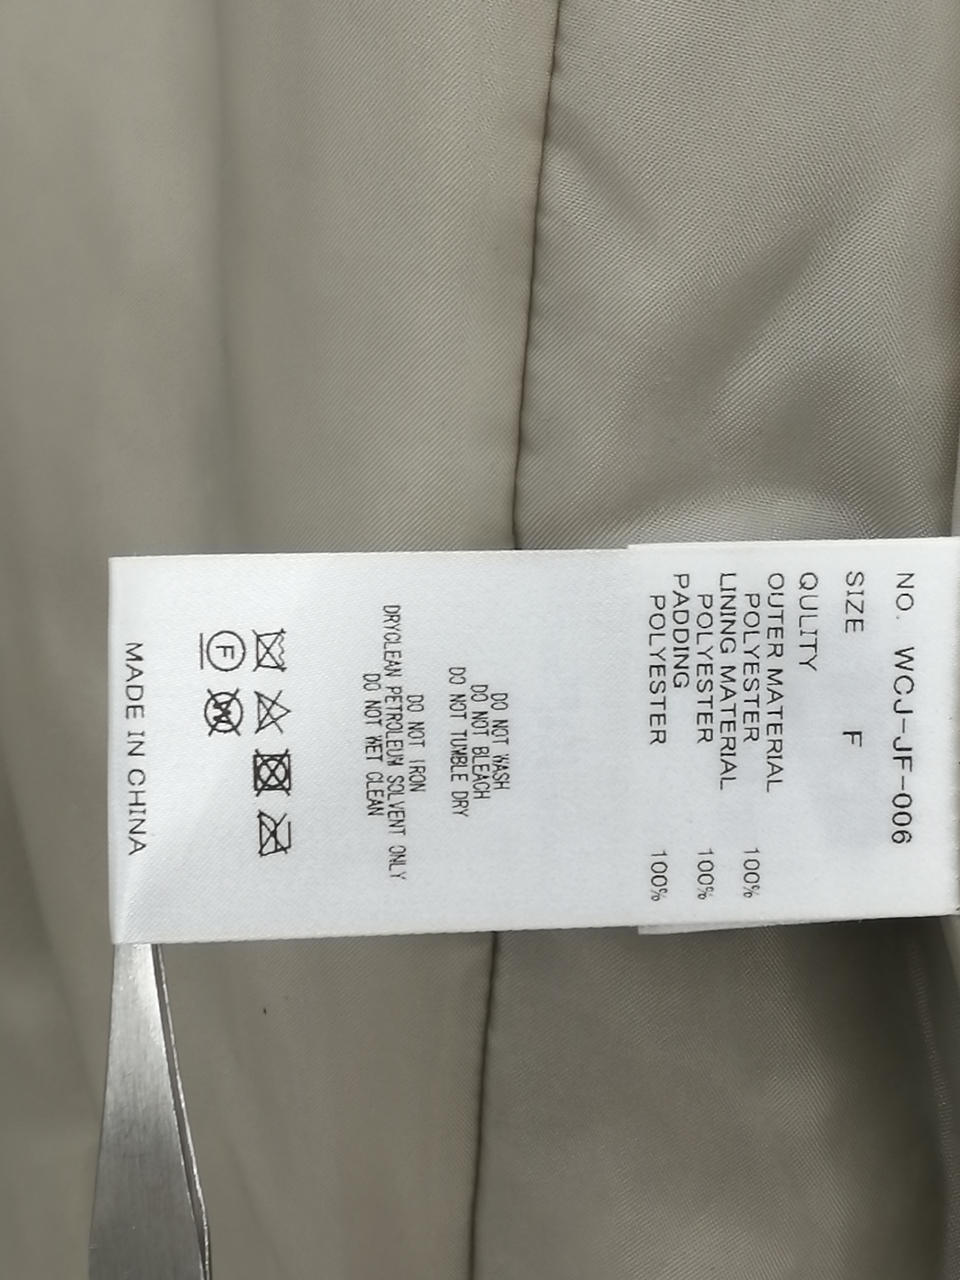 NO. WCJ-JF-006
SIZE F
QULITY
OUTER MATERIAL
POLYESTER 100%
LINING MATERIAL
POLYESTER 100%
PADDING
POLYESTER 100%
DO NOT WASH
DO NOT BLEACH
DO NOT TUMBLE DRY
DO NOT IRON
DRYCLEAN PETROLEUM SOLVENT ONLY
DO NOT WET CLEAN
F W
MADE IN CHINA